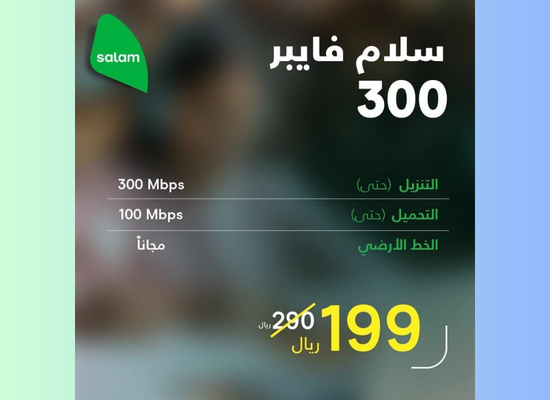 salam
سلام فايبر
300
التنزيل (حتى) 300 Mbps
التحميل (حتى) 100 Mbps
الخط الأرضي مجاناً
199 ريال 290 ريال